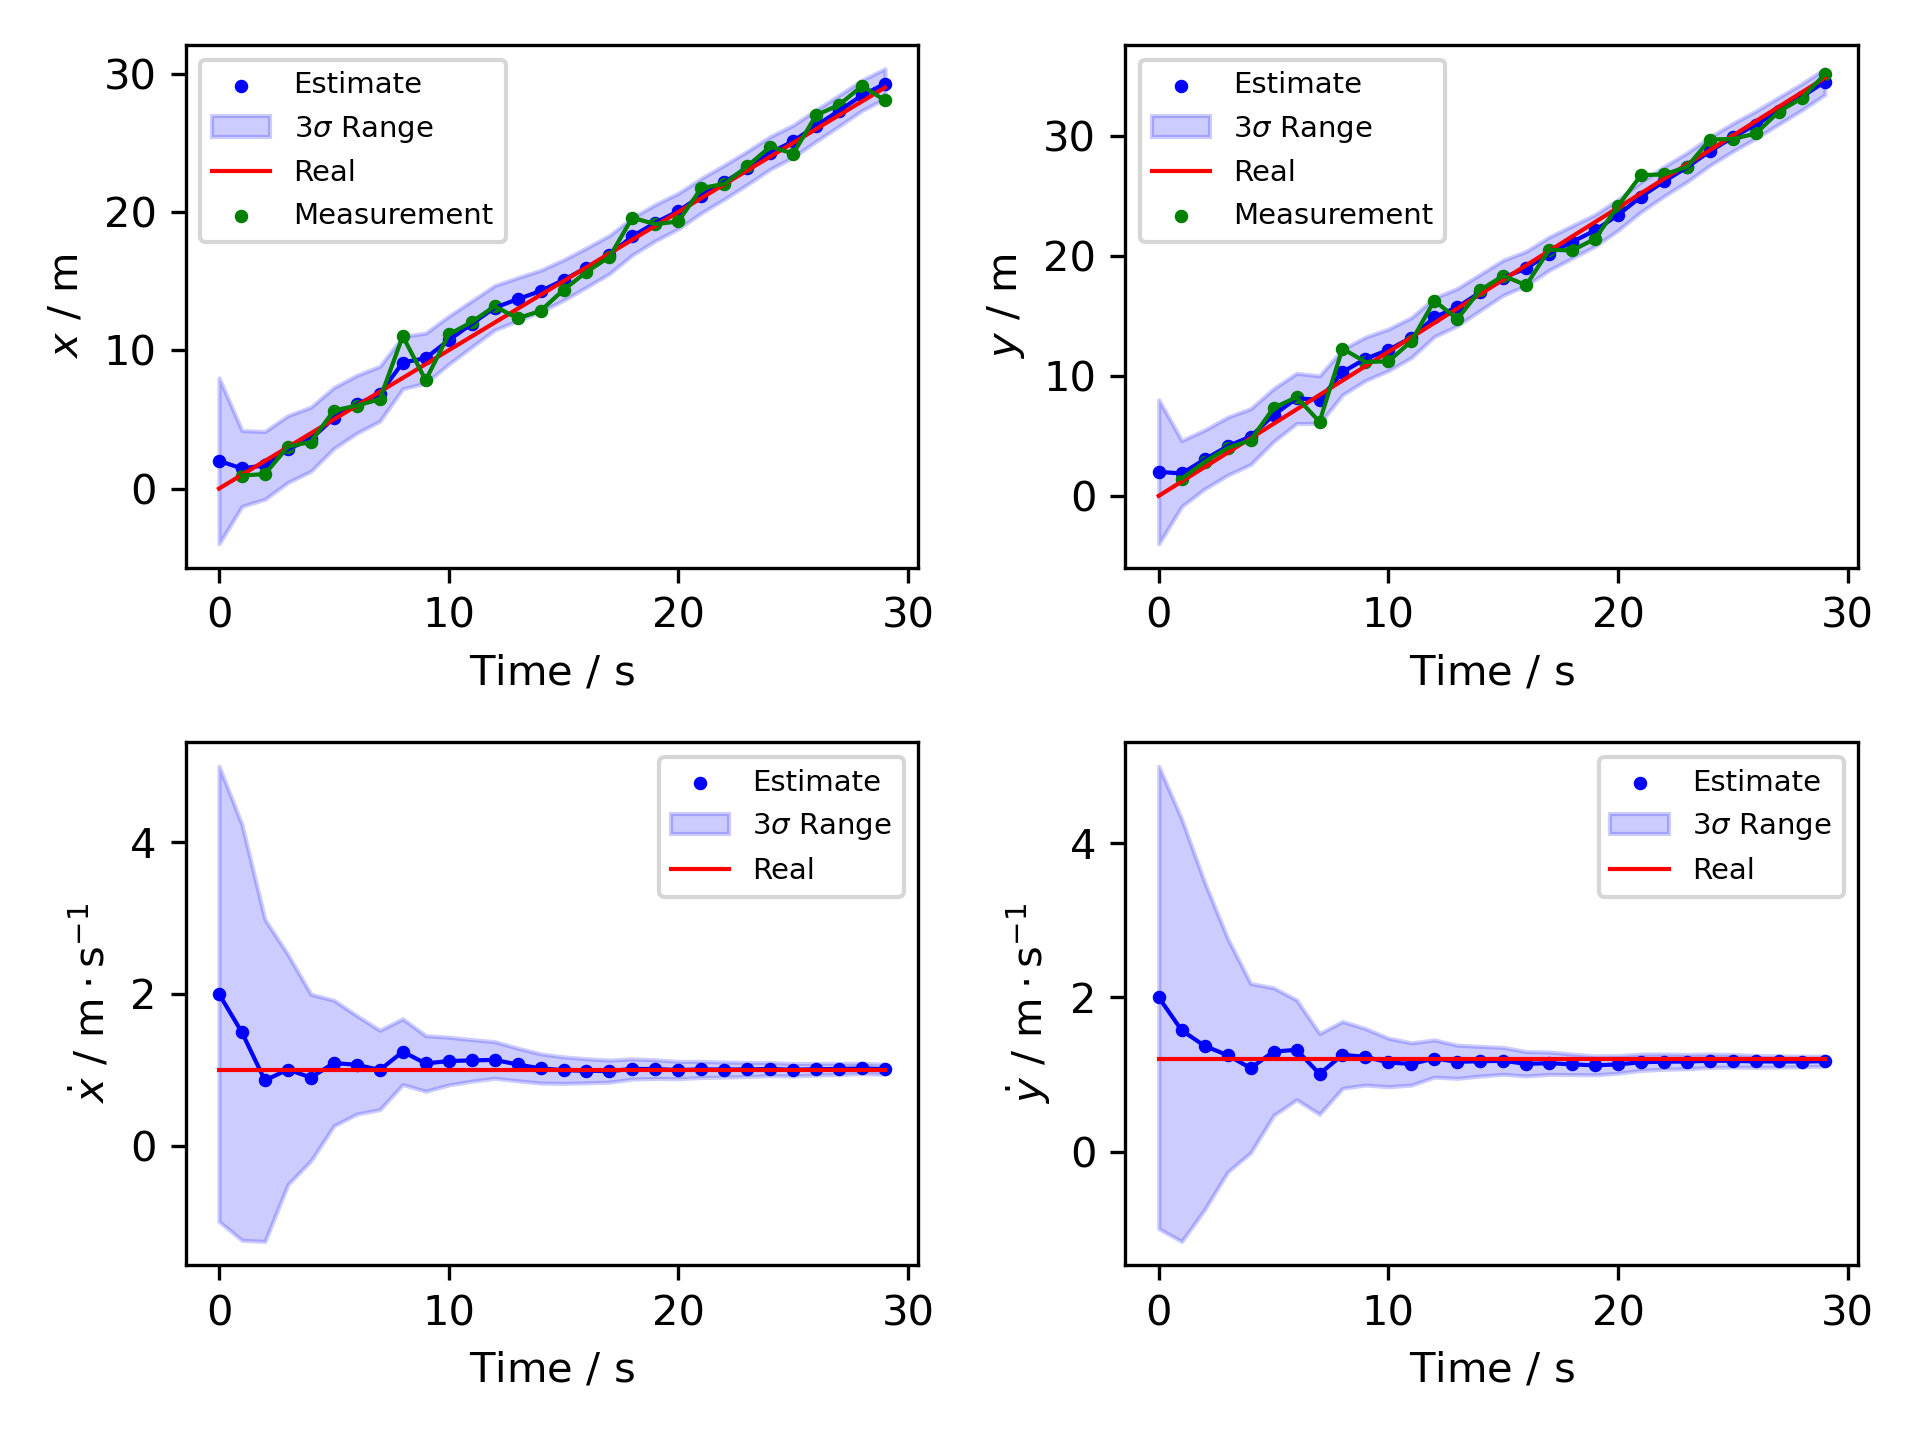 30
20
10
0
x / m
Estimate
3σ Range
Real
Measurement
0 10 20 30
Time / s
30
20
10
0
y / m
Estimate
3σ Range
Real
Measurement
0 10 20 30
Time / s
4
2
0
ẋ / m · s⁻¹
Estimate
3σ Range
Real
0 10 20 30
Time / s
4
2
0
ẏ / m · s⁻¹
Estimate
3σ Range
Real
0 10 20 30
Time / s